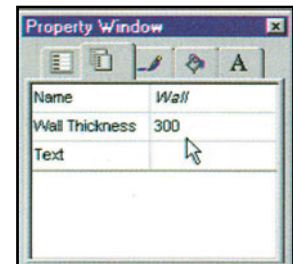 Property Window
A
Name Wall
Wall Thickness 300
Text